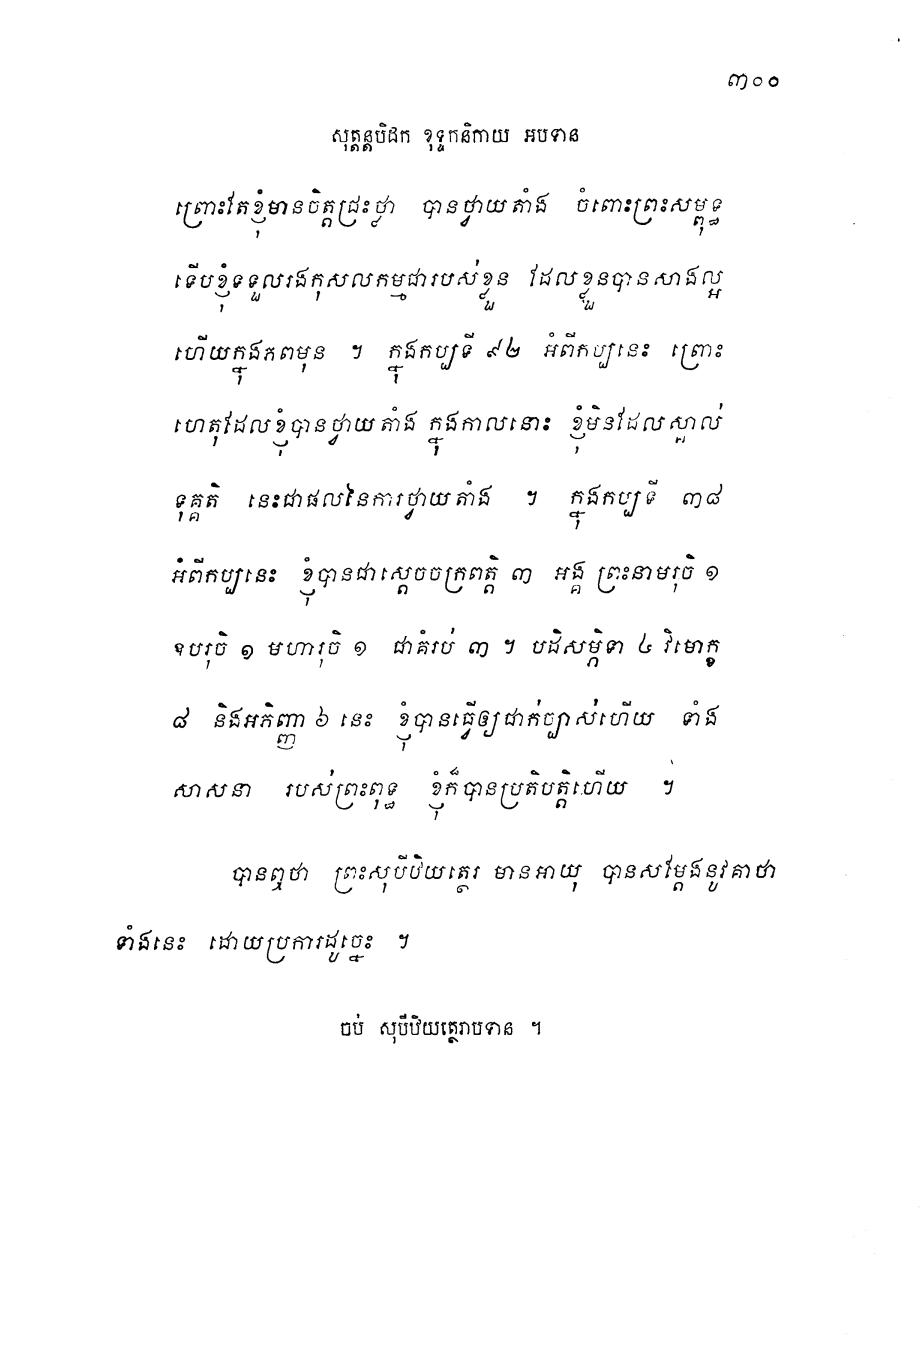 ៣០០
សុត្តន្តបិដក ខុទ្ទកនិកាយ អបទាន
ព្រោះតែខ្ញុំមានចិត្តជ្រះថ្លា បានថ្វាយតាំង ចំពោះព្រះសម្ពុទ្ធ
ទើបខ្ញុំទទួលរងកុសលកម្មជារបស់ខ្លួន ដែលខ្លួនបានសាងល្អ
ហើយក្នុងភពមុន ។ ក្នុងកប្បទី ៩២ អំពីកប្បនេះ ព្រោះ
ហេតុដែលខ្ញុំបានថ្វាយតាំង ក្នុងកាលនោះ ខ្ញុំមិនដែលស្គាល់
ទុគ្គតិ នេះជាផលនៃការថ្វាយតាំង ។ ក្នុងកប្បទី ៣៨
អំពីកប្បនេះ ខ្ញុំបានជាស្តេចចក្រពត្តិ ៣ អង្គ ព្រះនាមរុចិ ១
ឧបរុចិ ១ មហារុចិ ១ ជាគំរប់ ៣ ។ បដិសម្ភិទា ៤ វិមោក្ខ
៨ និងអភិញ្ញា ៦ នេះ ខ្ញុំបានធ្វើឲ្យជាក់ច្បាស់ហើយ ទាំង
សាសនា របស់ព្រះពុទ្ធ ខ្ញុំក៏បានប្រតិបត្តិហើយ ។
បានឮថា ព្រះសុបីឋិយត្ថេរ មានអាយុ បានសម្តែងនូវគាថា
ទាំងនេះ ដោយប្រការដូច្នេះ ។
ចប់ សុបីឋិយត្ថេរាបទាន ។